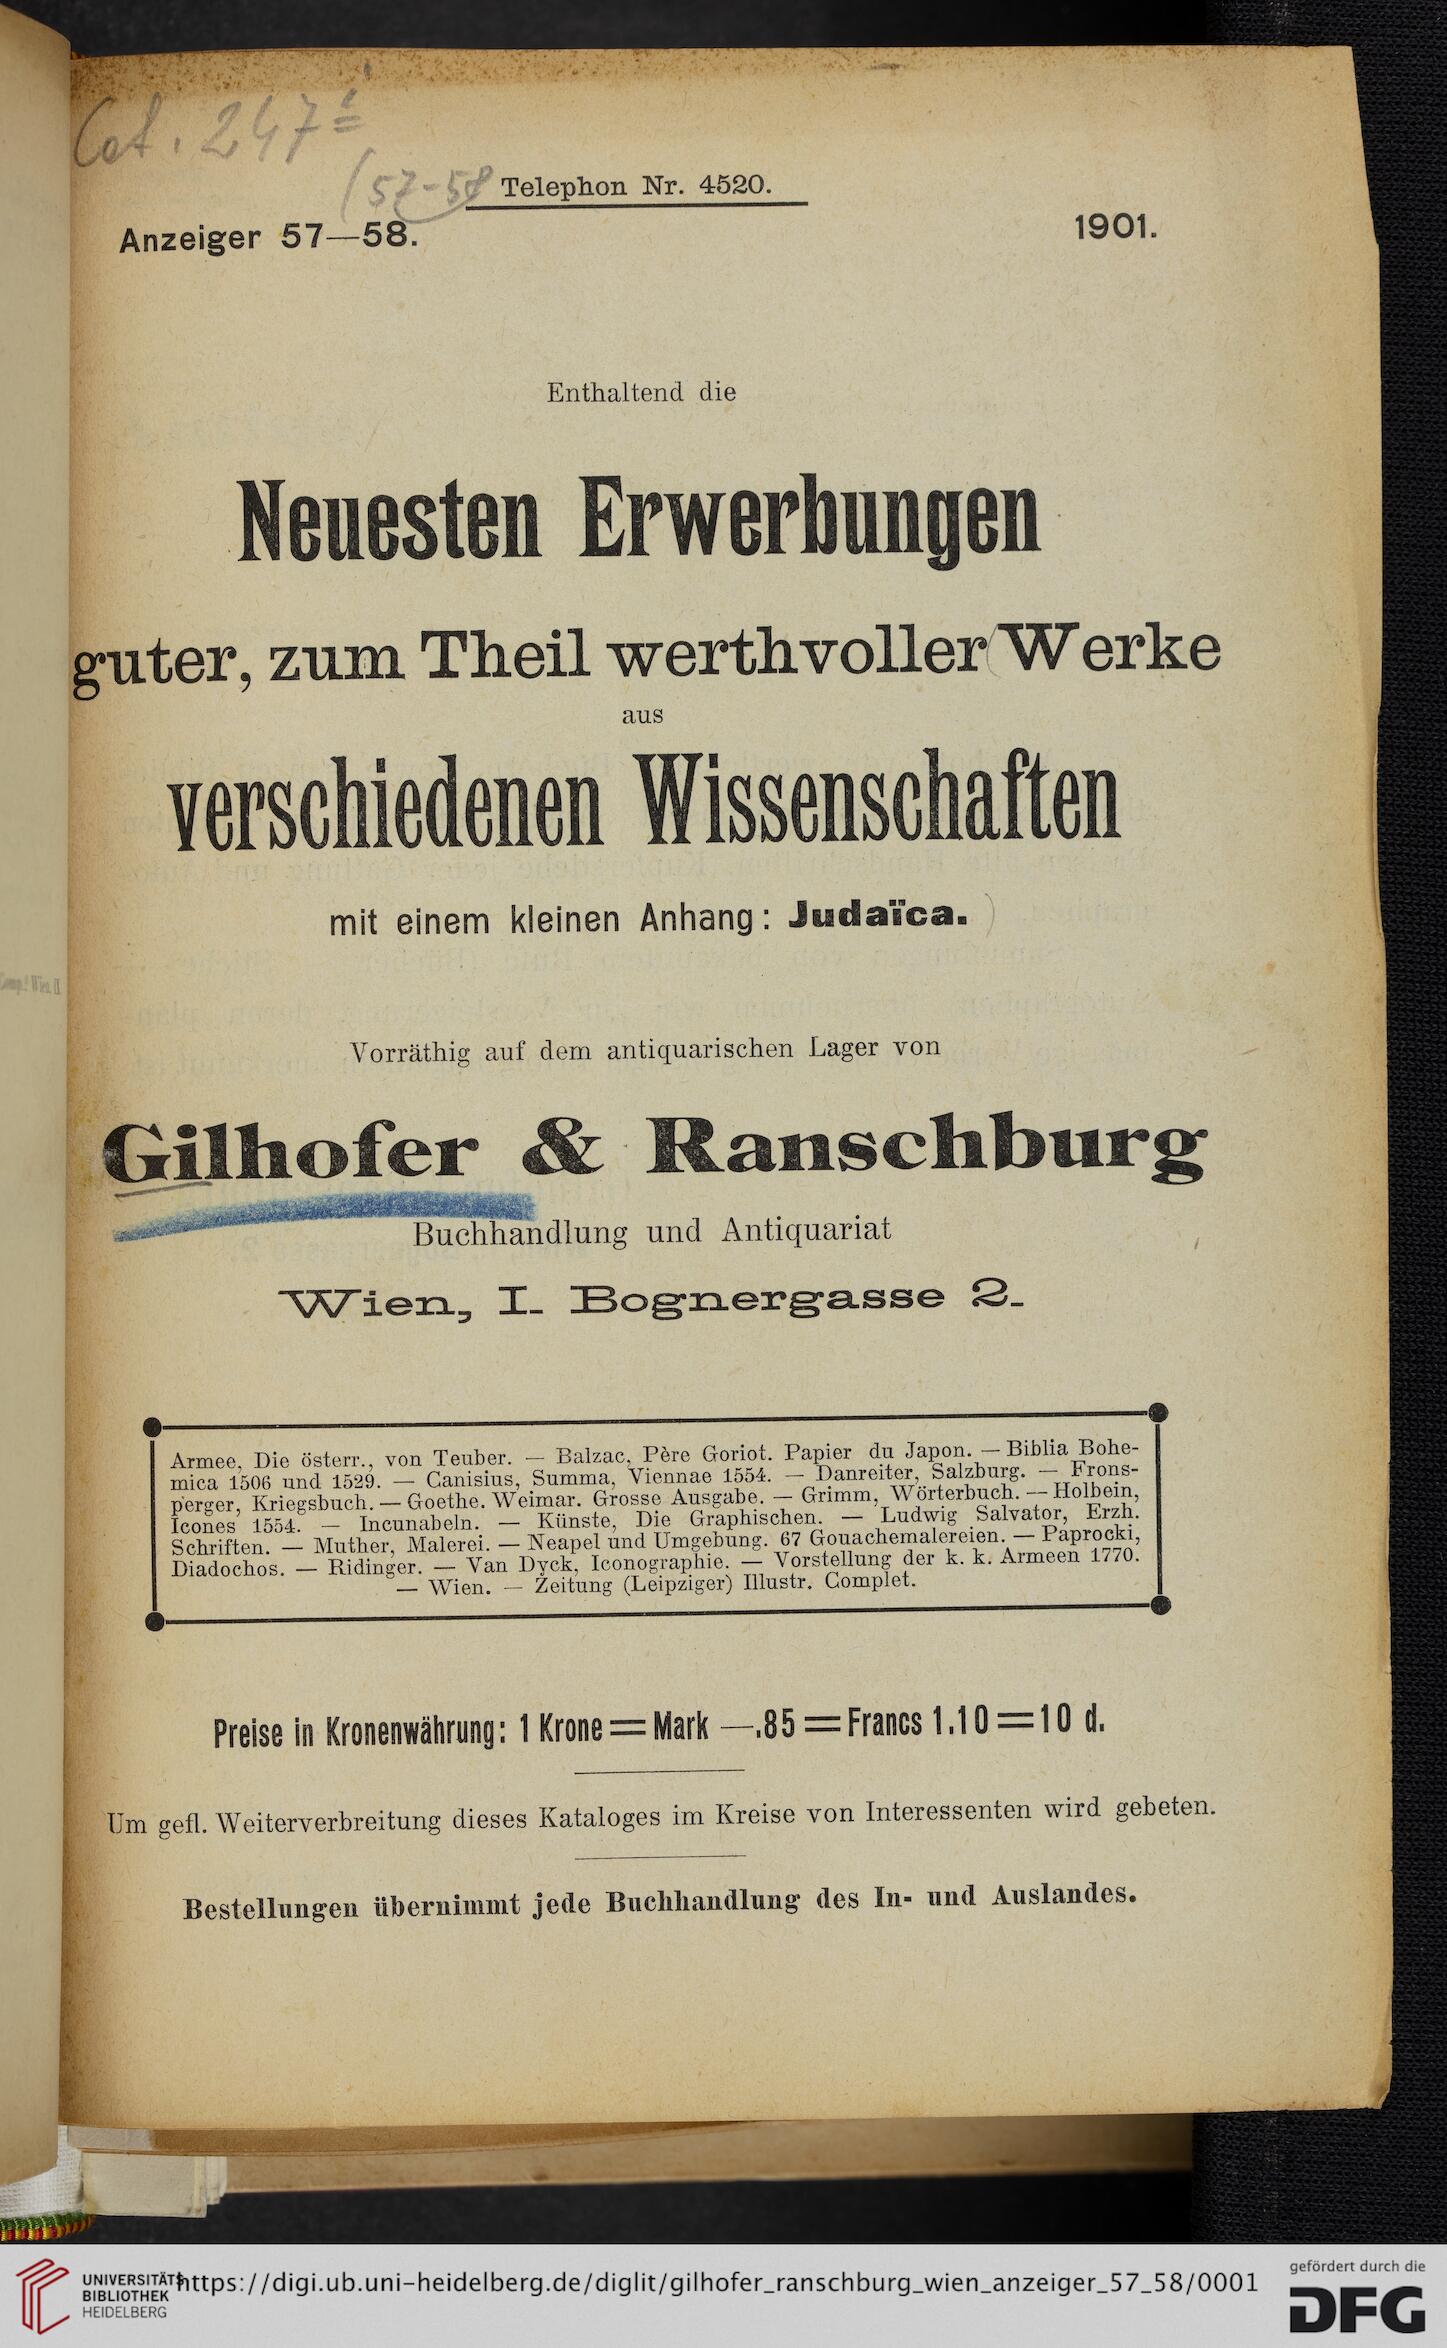 Cat. 247
(57-58
Telephon Nr. 4520.
Anzeiger 57—58.
1901.
Enthaltend die
Neuesten Erwerbungen
guter, zum Theil werthvoller Werke
aus
verschiedenen Wissenschaften
mit einem kleinen Anhang: Judaïca.
Vorräthig auf dem antiquarischen Lager von
Gilhofer & Ranschburg
Buchhandlung und Antiquariat
Wien, I. Bognergasse 2.
Armee, Die österr., von Teuber. — Balzac, Père Goriot. Papier du Japon. — Biblia Bohe-
mica 1506 und 1529. — Canisius, Summa, Viennae 1554. — Danreiter, Salzburg. — Frons-
perger, Kriegsbuch. — Goethe. Weimar. Grosse Ausgabe. — Grimm, Wörterbuch. — Holbein,
Icones 1554. — Incunabeln. — Künste, Die Graphischen. — Ludwig Salvator, Erzh.
Schriften. — Muther, Malerei. — Neapel und Umgebung. 67 Gouachemalereien. — Paprocki,
Diadochos. — Ridinger. — Van Dyck, Iconographie. — Vorstellung der k. k. Armeen 1770.
— Wien. — Zeitung (Leipziger) Illustr. Complet.
Preise in Kronenwährung: 1 Krone = Mark —.85 = Francs 1.10 = 10 d.
Um gefl. Weiterverbreitung dieses Kataloges im Kreise von Interessenten wird gebeten.
Bestellungen übernimmt jede Buchhandlung des In- und Auslandes.
UNIVERSITÄTS-
BIBLIOTHEK
HEIDELBERG
https://digi.ub.uni-heidelberg.de/diglit/gilhofer_ranschburg_wien_anzeiger_57_58/0001
gefördert durch die
DFG